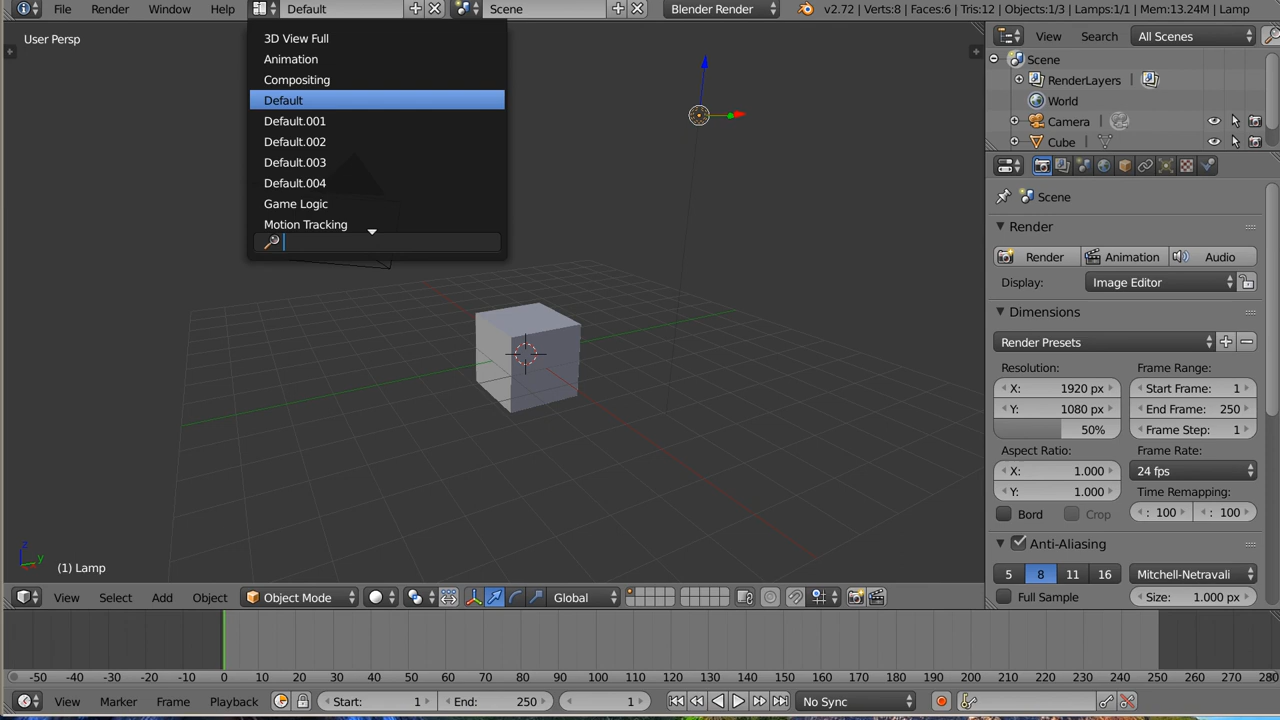 File Render Window Help Default Scene Blender Render v2.72 | Verts:8 | Faces:6 | Tris:12 | Objects:1/3 | Lamps:1/1 | Mem:13.24M | Lamp
User Persp
3D View Full
Animation
Compositing
Default
Default.001
Default.002
Default.003
Default.004
Game Logic
Motion Tracking
View Search All Scenes
Scene
RenderLayers |
World
Camera |
Cube |
Scene
Render
Render Animation Audio
Display: Image Editor
Dimensions
Render Presets
Resolution: Frame Range:
X: 1920 px Start Frame: 1
Y: 1080 px End Frame: 250
50% Frame Step: 1
Aspect Ratio: Frame Rate:
X: 1.000 24 fps
Y: 1.000 Time Remapping:
Bord Crop : 100 : 100
Anti-Aliasing
5 8 11 16 Mitchell-Netravali
Full Sample Size: 1.000 px
z
y
(1) Lamp
View Select Add Object Object Mode Global
-50 -40 -30 -20 -10 0 10 20 30 40 50 60 70 80 90 100 110 120 130 140 150 160 170 180 190 200 210 220 230 240 250 260 270 280
View Marker Frame Playback Start: 1 End: 250 1 No Sync